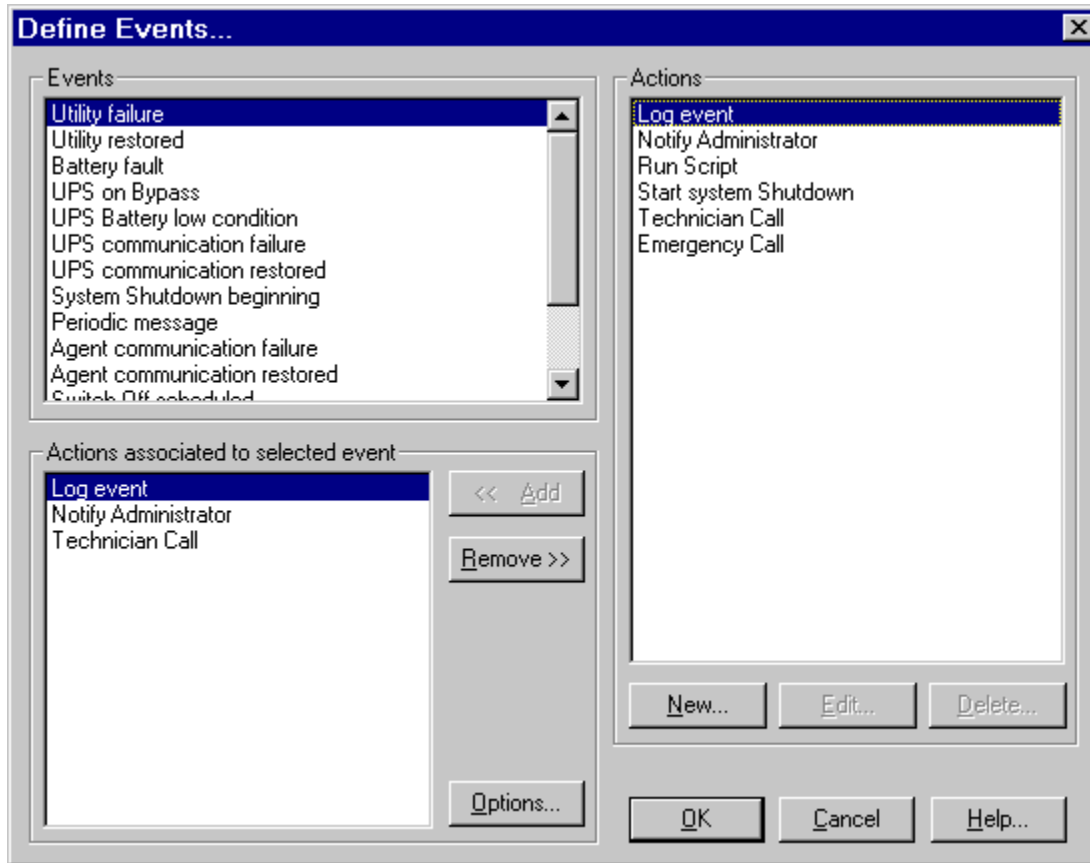 Define Events...
Events
Utility failure
Utility restored
Battery fault
UPS on Bypass
UPS Battery low condition
UPS communication failure
UPS communication restored
System Shutdown beginning
Periodic message
Agent communication failure
Agent communication restored
Switch Off scheduled
Actions associated to selected event
Log event
Notify Administrator
Technician Call
<< Add
Remove >>
Options...
Actions
Log event
Notify Administrator
Run Script
Start system Shutdown
Technician Call
Emergency Call
New...
Edit...
Delete...
OK
Cancel
Help...